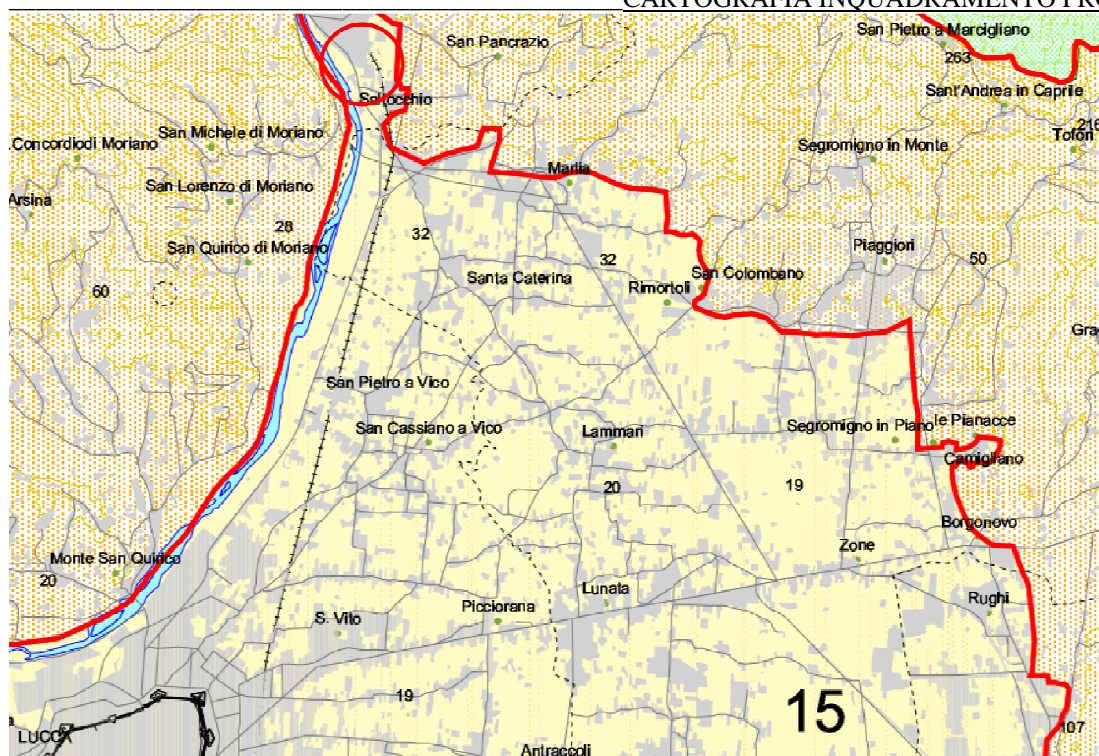 CARTOGRAFIA INQUADRAMENTO PRO
San Pancrazio
San Pietro a Marcigliano
263
Saltocchio
Sant'Andrea in Caprile
216
San Michele di Moriano
Tofori
.Concordiodi Moriano
Segromigno in Monte
Marlia
San Lorenzo di Moriano
Arsina
28
32
San Quirico di Moriano
Piaggiori
32
50
San Colombano
Santa Caterina
Rimortoli
60
Gra
San Pietro a Vico
San Cassiano a Vico
Lammari
Segromigno in Piano
le Pianacce
Camigliano
20
19
Borgonovo
Zone
Monte San Quirico
20
Lunata
Rughi
Picciorana
S. Vito
19
15
107
LUCCA
Antraccoli